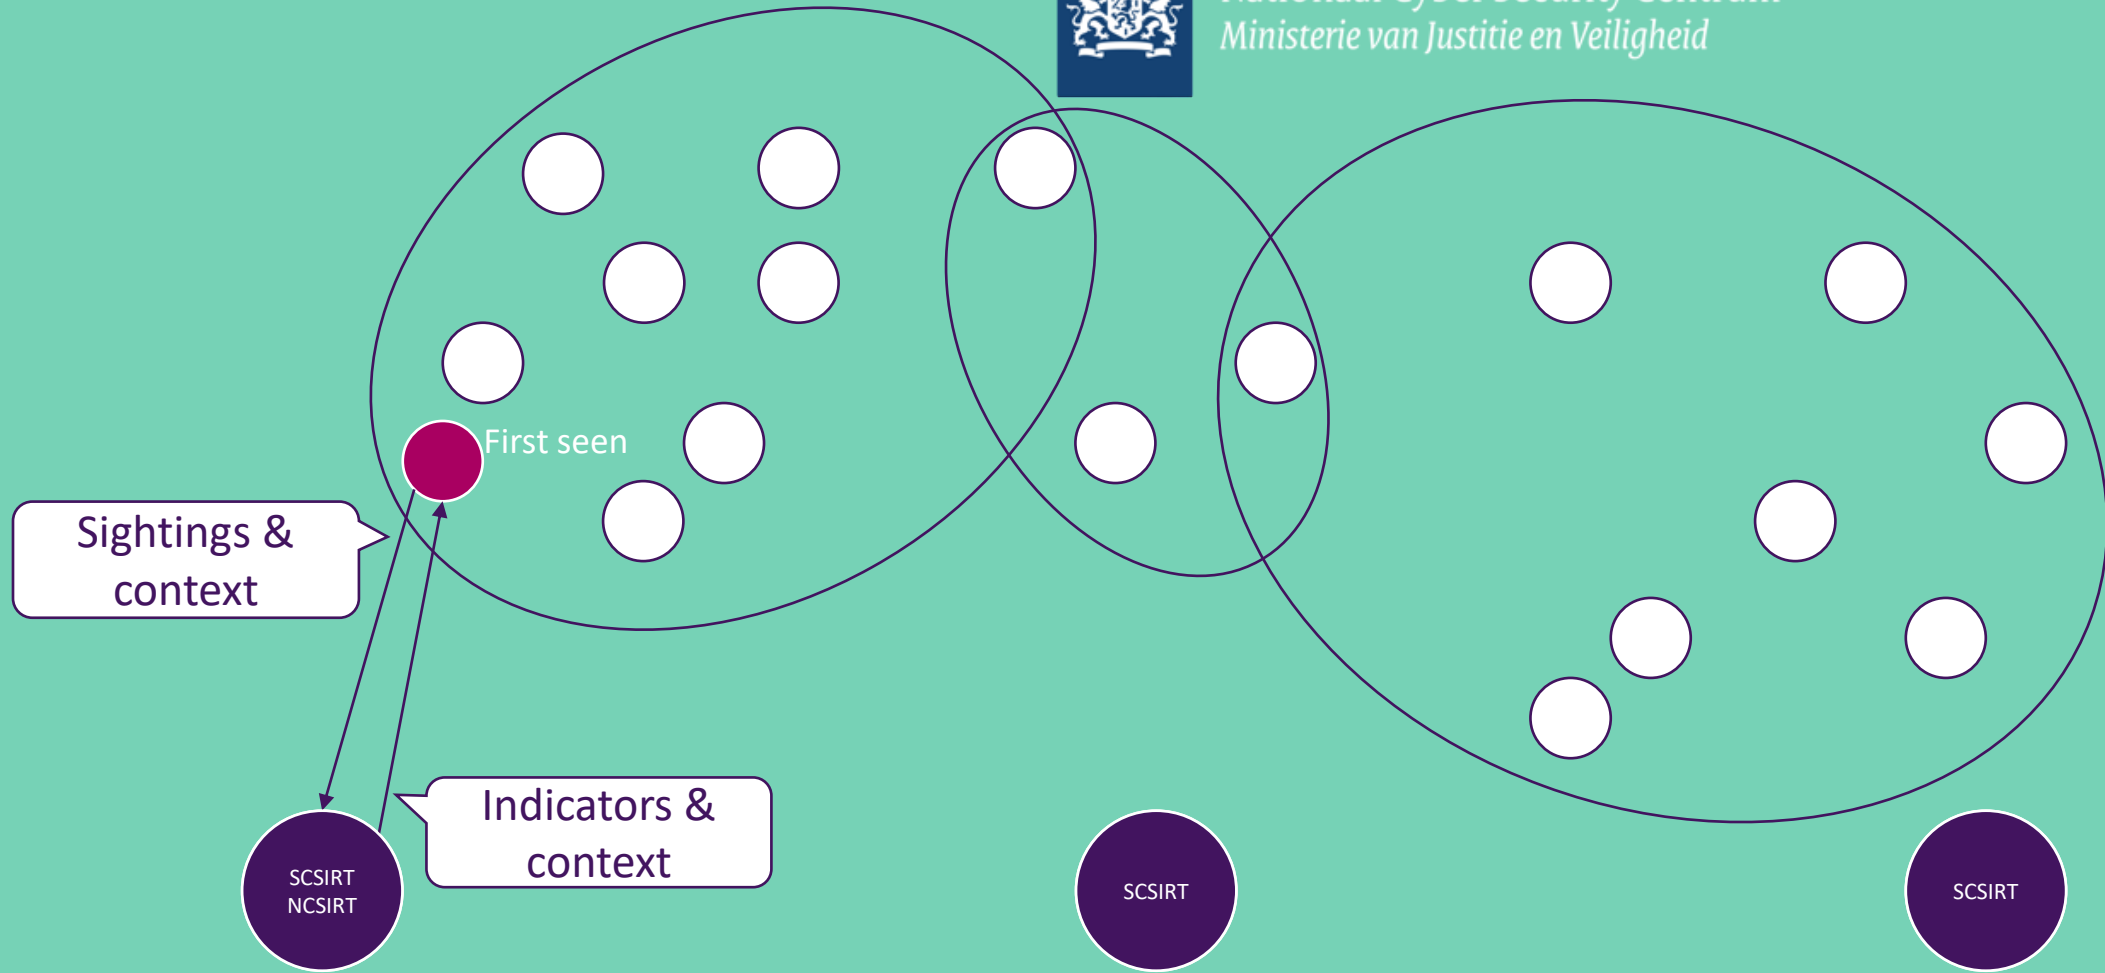 Ministerie van Justitie en Veiligheid
First seen
Sightings &
context
Indicators &
context
SCSIRT
NCSIRT
SCSIRT
SCSIRT